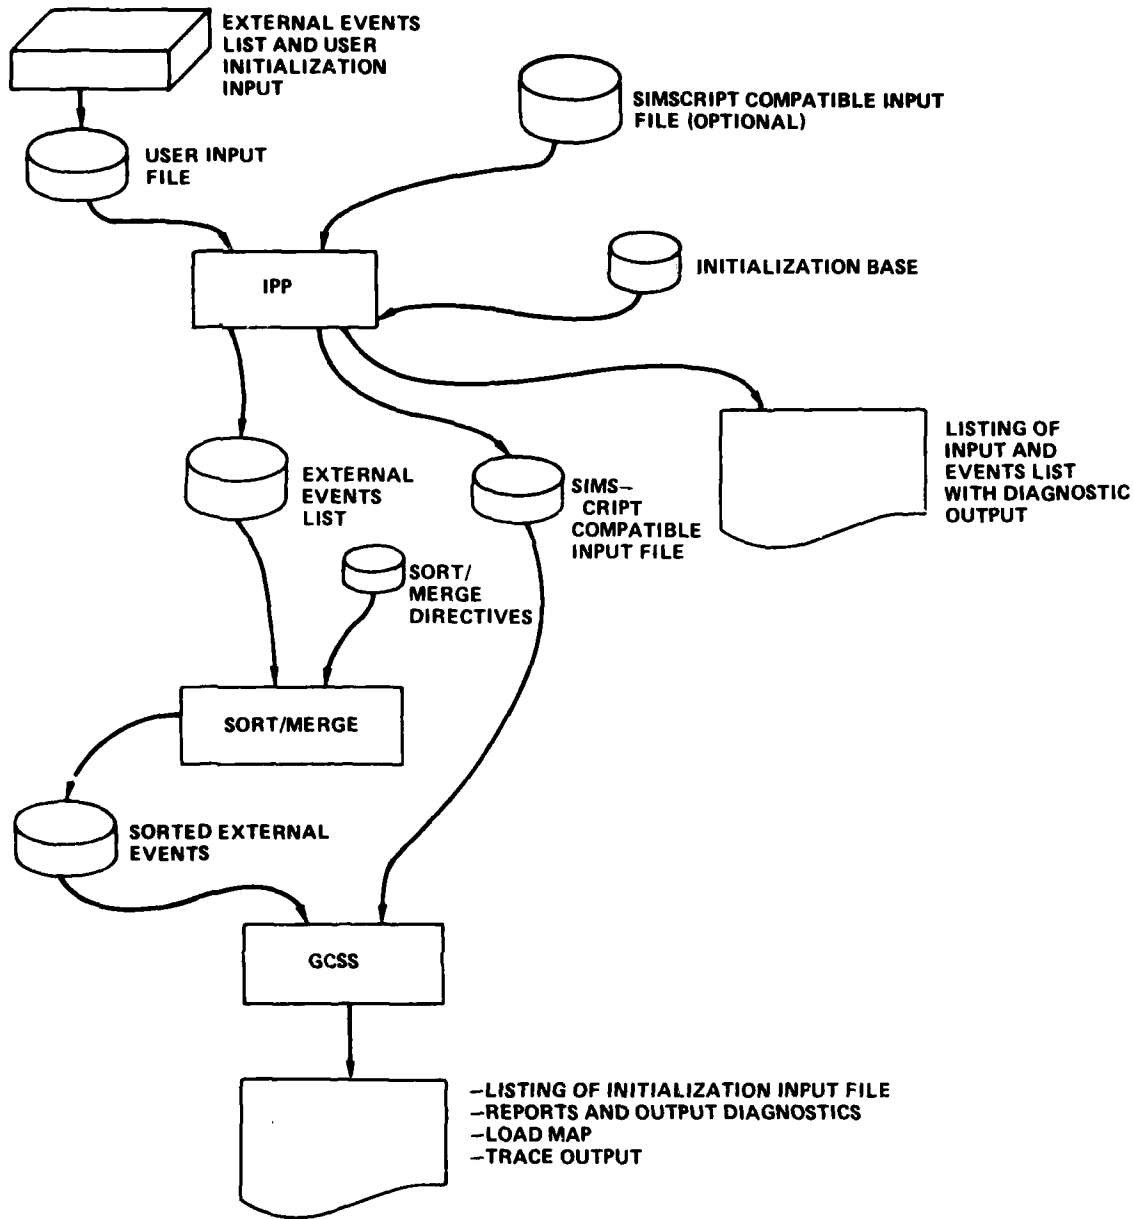 EXTERNAL EVENTS
LIST AND USER
INITIALIZATION
INPUT
SIMSCRIPT COMPATIBLE INPUT
FILE (OPTIONAL)
USER INPUT
FILE
INITIALIZATION BASE
IPP
LISTING OF
INPUT AND
EVENTS LIST
WITH DIAGNOSTIC
OUTPUT
EXTERNAL
EVENTS
LIST
SIMS-
CRIPT
COMPATIBLE
INPUT FILE
SORT/
MERGE
DIRECTIVES
SORT/MERGE
SORTED EXTERNAL
EVENTS
GCSS
-LISTING OF INITIALIZATION INPUT FILE
-REPORTS AND OUTPUT DIAGNOSTICS
-LOAD MAP
-TRACE OUTPUT